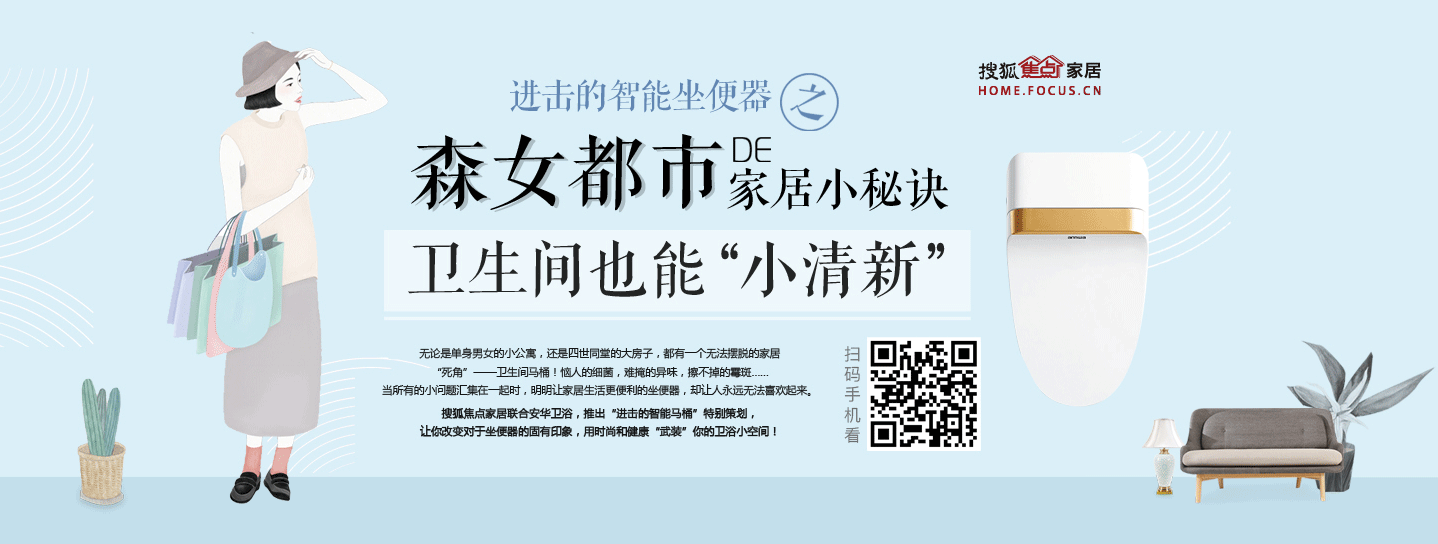 进击的智能坐便器之
搜狐焦点家居
HOME.FOCUS.CN
森女都市DE家居小秘诀
卫生间也能“小清新”
无论是单身男女的小公寓，还是四世同堂的大房子，都有一个无法摆脱的家居
“死角”——卫生间马桶！恼人的细菌，难掩的异味，擦不掉的霉斑……
当所有的小问题汇集在一起时，明明让家居生活更便利的坐便器，却让人永远无法喜欢起来。
搜狐焦点家居联合安华卫浴，推出“进击的智能马桶”特别策划，
让你改变对于坐便器的固有印象，用时尚和健康“武装”你的卫浴小空间！
扫码手机看